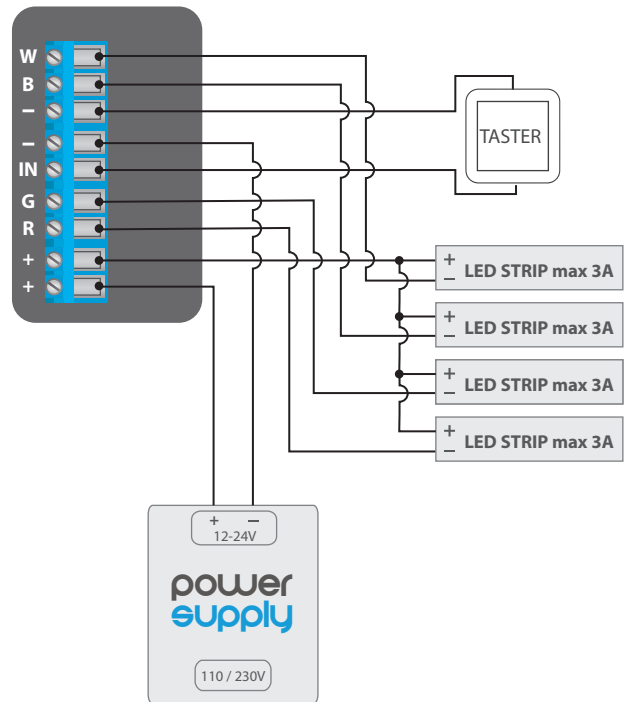 W
B
–
–
IN
G
R
+
+
TASTER
+
– LED STRIP max 3A
+
– LED STRIP max 3A
+
– LED STRIP max 3A
+
– LED STRIP max 3A
+ –
12-24V
power
supply
110 / 230V